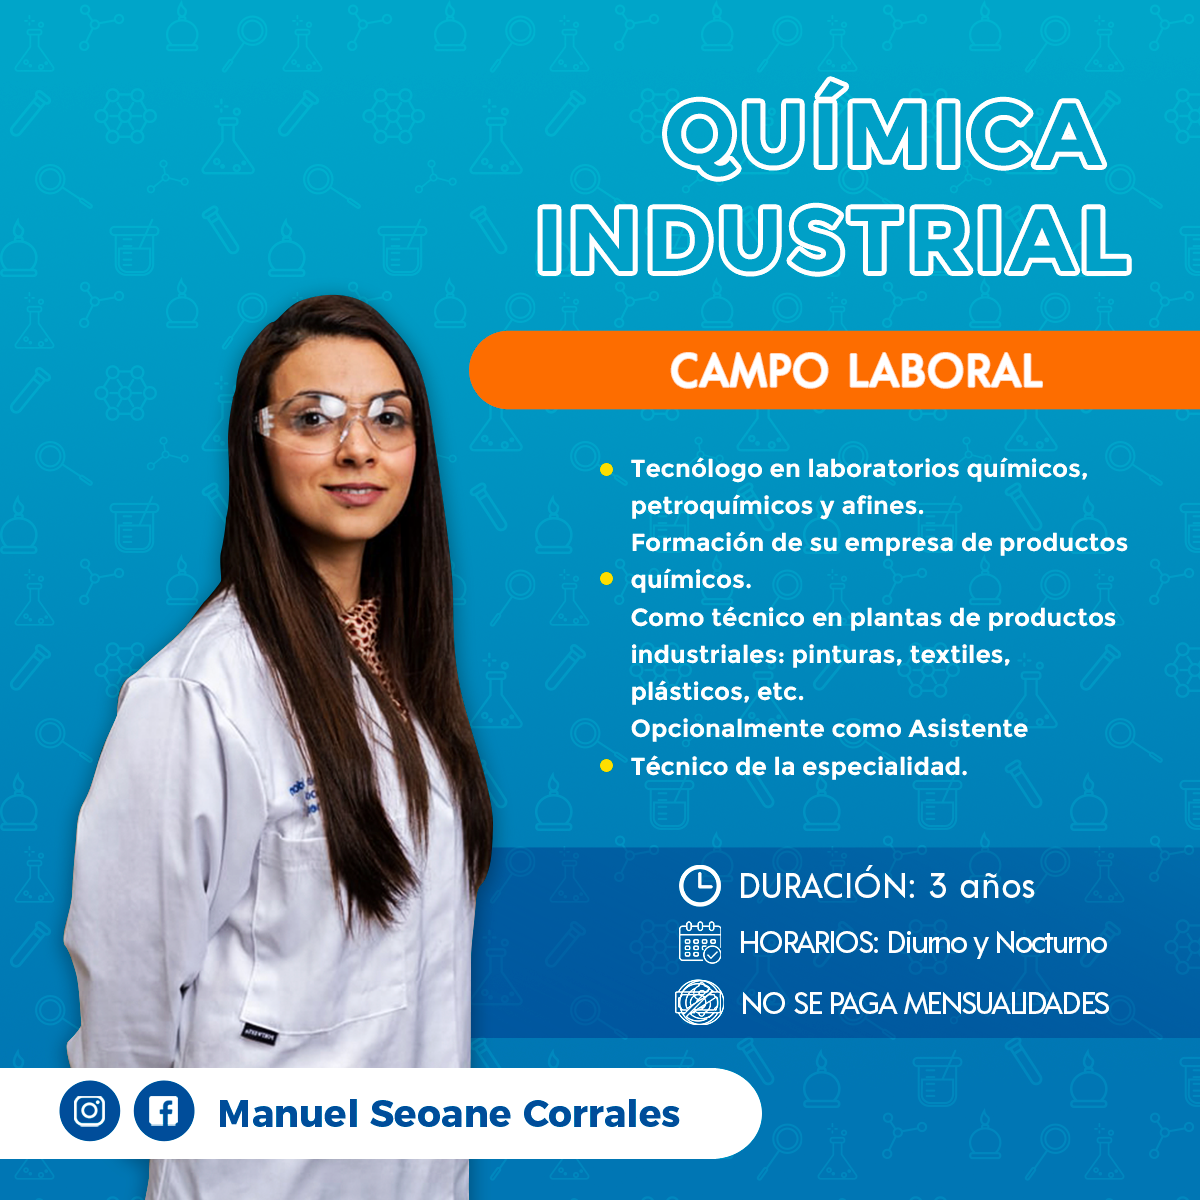 QUÍMICA
INDUSTRIAL
CAMPO LABORAL
Tecnólogo en laboratorios químicos,
petroquímicos y afines.
Formación de su empresa de productos
químicos.
Como técnico en plantas de productos
industriales: pinturas, textiles,
plásticos, etc.
Opcionalmente como Asistente
Técnico de la especialidad.
DURACIÓN: 3 años
HORARIOS: Diurno y Nocturno
NO SE PAGA MENSUALIDADES
Manuel Seoane Corrales